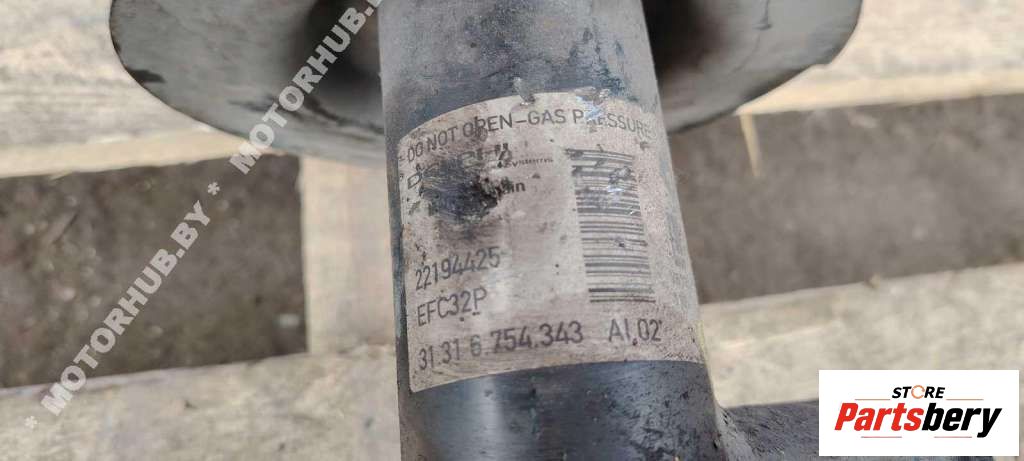 DO NOT OPEN-GAS PRESSURE
22194425
EFC32P
31.31 6.754.343 AI.02
* MOTORHUB.BY * MOTORHUB.BY
STORE
Partsbery